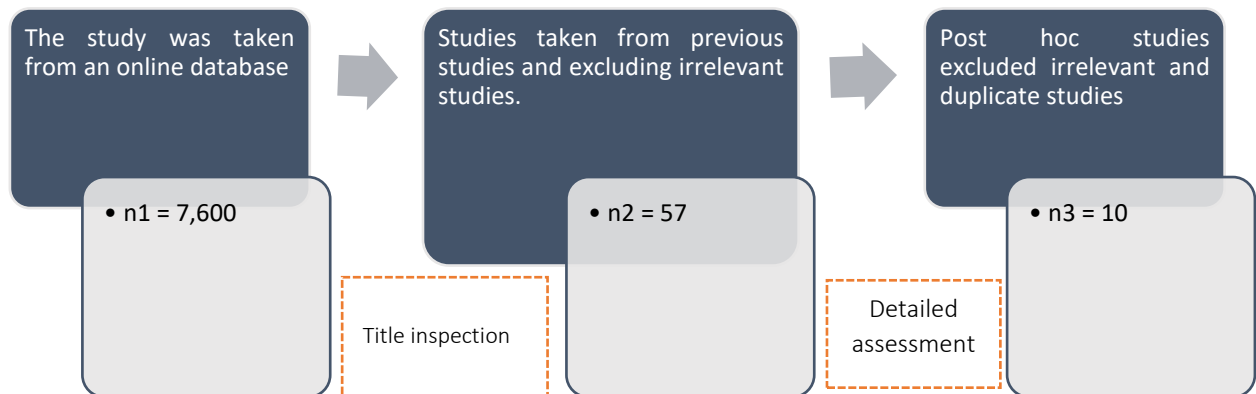 The study was taken
from an online database
• n1 = 7,600
Title inspection
Studies taken from previous
studies and excluding irrelevant
studies.
• n2 = 57
Detailed
assessment
Post hoc studies
excluded irrelevant and
duplicate studies
• n3 = 10